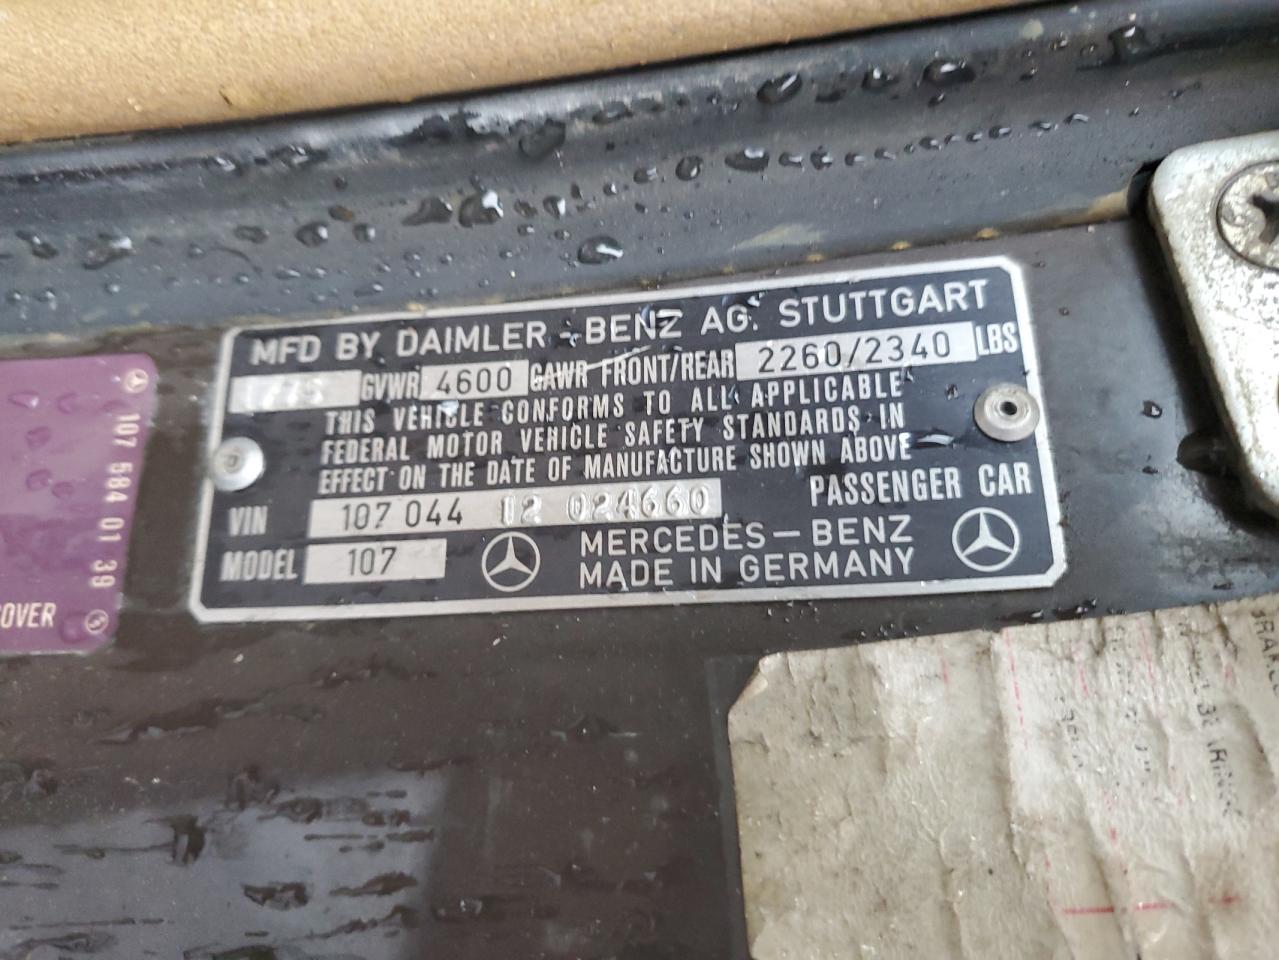 MFD BY DAIMLER-BENZ AG. STUTTGART
1/75 GVWR 4600 GAWR FRONT/REAR 2260/2340 LBS
THIS VEHICLE CONFORMS TO ALL APPLICABLE
FEDERAL MOTOR VEHICLE SAFETY STANDARDS IN
EFFECT ON THE DATE OF MANUFACTURE SHOWN ABOVE
PASSENGER CAR
VIN 107 044 12 024660
MODEL 107
MERCEDES-BENZ
MADE IN GERMANY
107 584 01 39
OVER